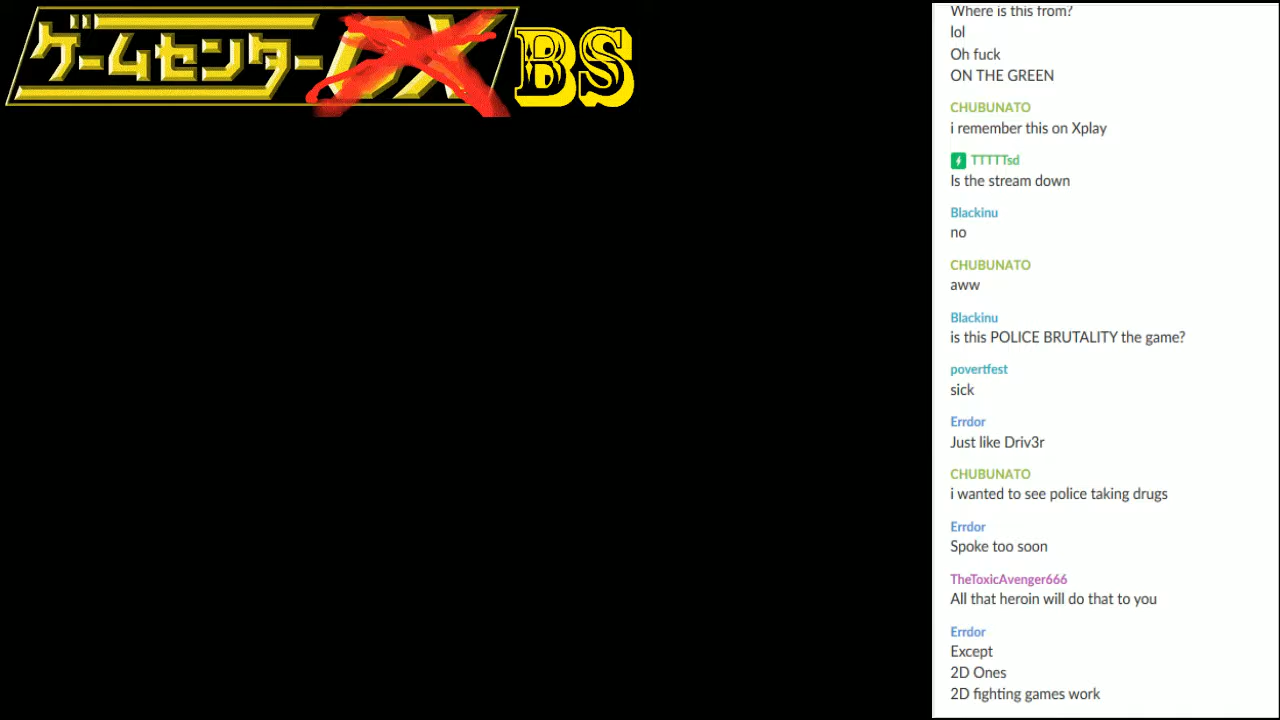 ゲームセンターCX BS
Where is this from?
lol
Oh fuck
ON THE GREEN
CHUBUNATO
i remember this on Xplay
TTTTTsd
Is the stream down
Blackinu
no
CHUBUNATO
aww
Blackinu
is this POLICE BRUTALITY the game?
povertfest
sick
Errdor
Just like Driv3r
CHUBUNATO
i wanted to see police taking drugs
Errdor
Spoke too soon
TheToxicAvenger666
All that heroin will do that to you
Errdor
Except
2D Ones
2D fighting games work